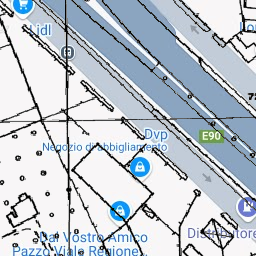 Lidl
Dvp
Negozio di abbigliamento
E90
Distributore
Dal Vostro Amico
Pazzo Viale Regione